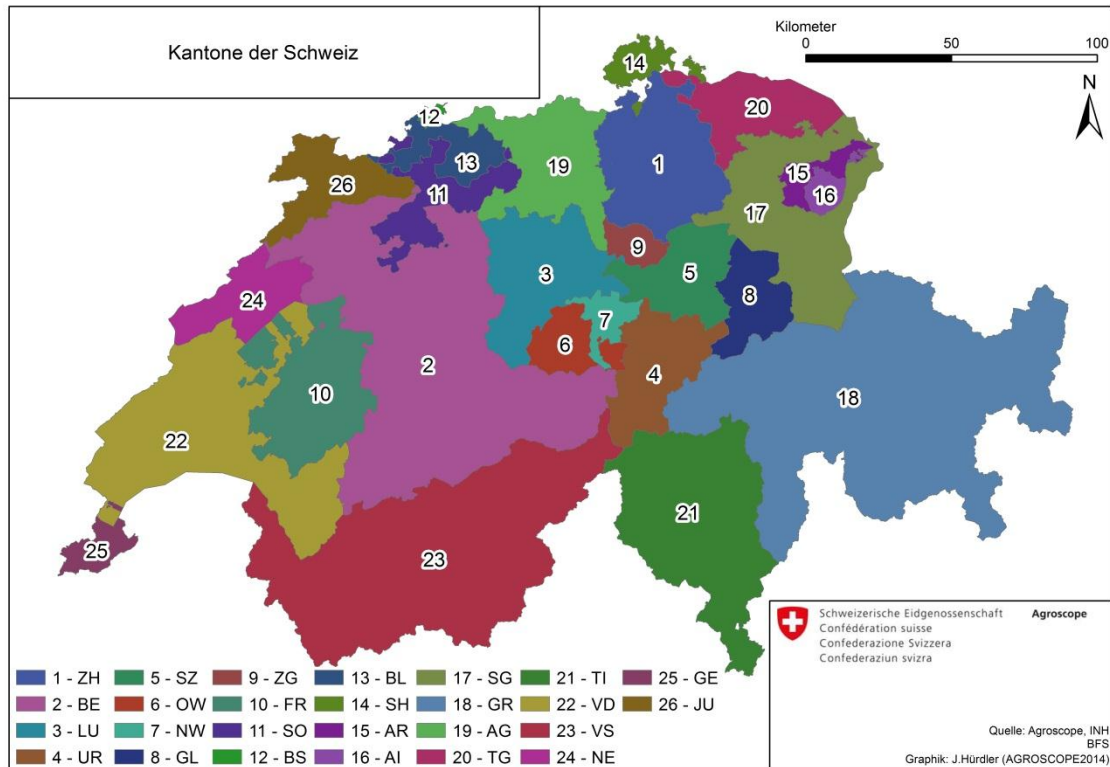 Kantone der Schweiz
Kilometer
0 50 100
N
14
20
12
1
13
19
15
26
16
11
17
9
5
3
24
8
7
6
2
4
10
18
22
21
25
23
Schweizerische Eidgenossenschaft Agroscope
Confédération suisse
Confederazione Svizzera
Confederaziun svizra
1 - ZH 5 - SZ 9 - ZG 13 - BL 17 - SG 21 - TI 25 - GE
2 - BE 6 - OW 10 - FR 14 - SH 18 - GR 22 - VD 26 - JU
3 - LU 7 - NW 11 - SO 15 - AR 19 - AG 23 - VS
4 - UR 8 - GL 12 - BS 16 - AI 20 - TG 24 - NE
Quelle: Agroscope, INH
BFS
Graphik: J.Hürdler (AGROSCOPE2014)